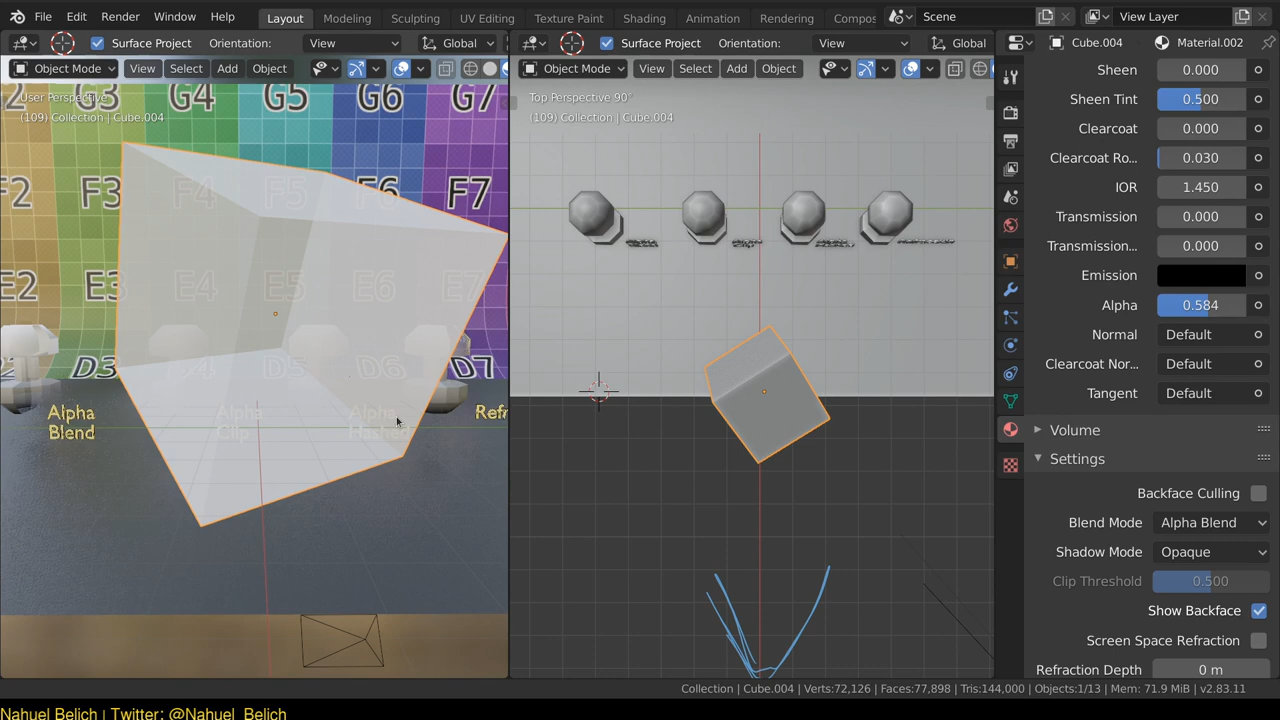 File Edit Render Window Help Layout Modeling Sculpting UV Editing Texture Paint Shading Animation Rendering Compos Scene View Layer
Surface Project Orientation: View Global
Surface Project Orientation: View Global
Cube.004 Material.002
Object Mode View Select Add Object
Object Mode View Select Add Object
User Perspective
(109) Collection | Cube.004
Top Perspective 90°
(109) Collection | Cube.004
G3 G4 G5 G6 G7
F2 F3 F4 F5 F6 F7
E2 E3 E4 E5 E6 E7
D3 D4 D5 D6 D7
Alpha
Blend
Alpha
Clip
Alpha
Hashed
Refr
Sheen 0.000
Sheen Tint 0.500
Clearcoat 0.000
Clearcoat Ro... 0.030
IOR 1.450
Transmission 0.000
Transmission... 0.000
Emission
Alpha 0.584
Normal Default
Clearcoat Nor... Default
Tangent Default
Volume
Settings
Backface Culling
Blend Mode Alpha Blend
Shadow Mode Opaque
Clip Threshold 0.500
Show Backface
Screen Space Refraction
Refraction Depth 0 m
Collection | Cube.004 | Verts:72,126 | Faces:77,898 | Tris:144,000 | Objects:1/13 | Mem: 71.9 MiB | v2.83.11
Nahuel Belich | Twitter: @Nahuel_Belich